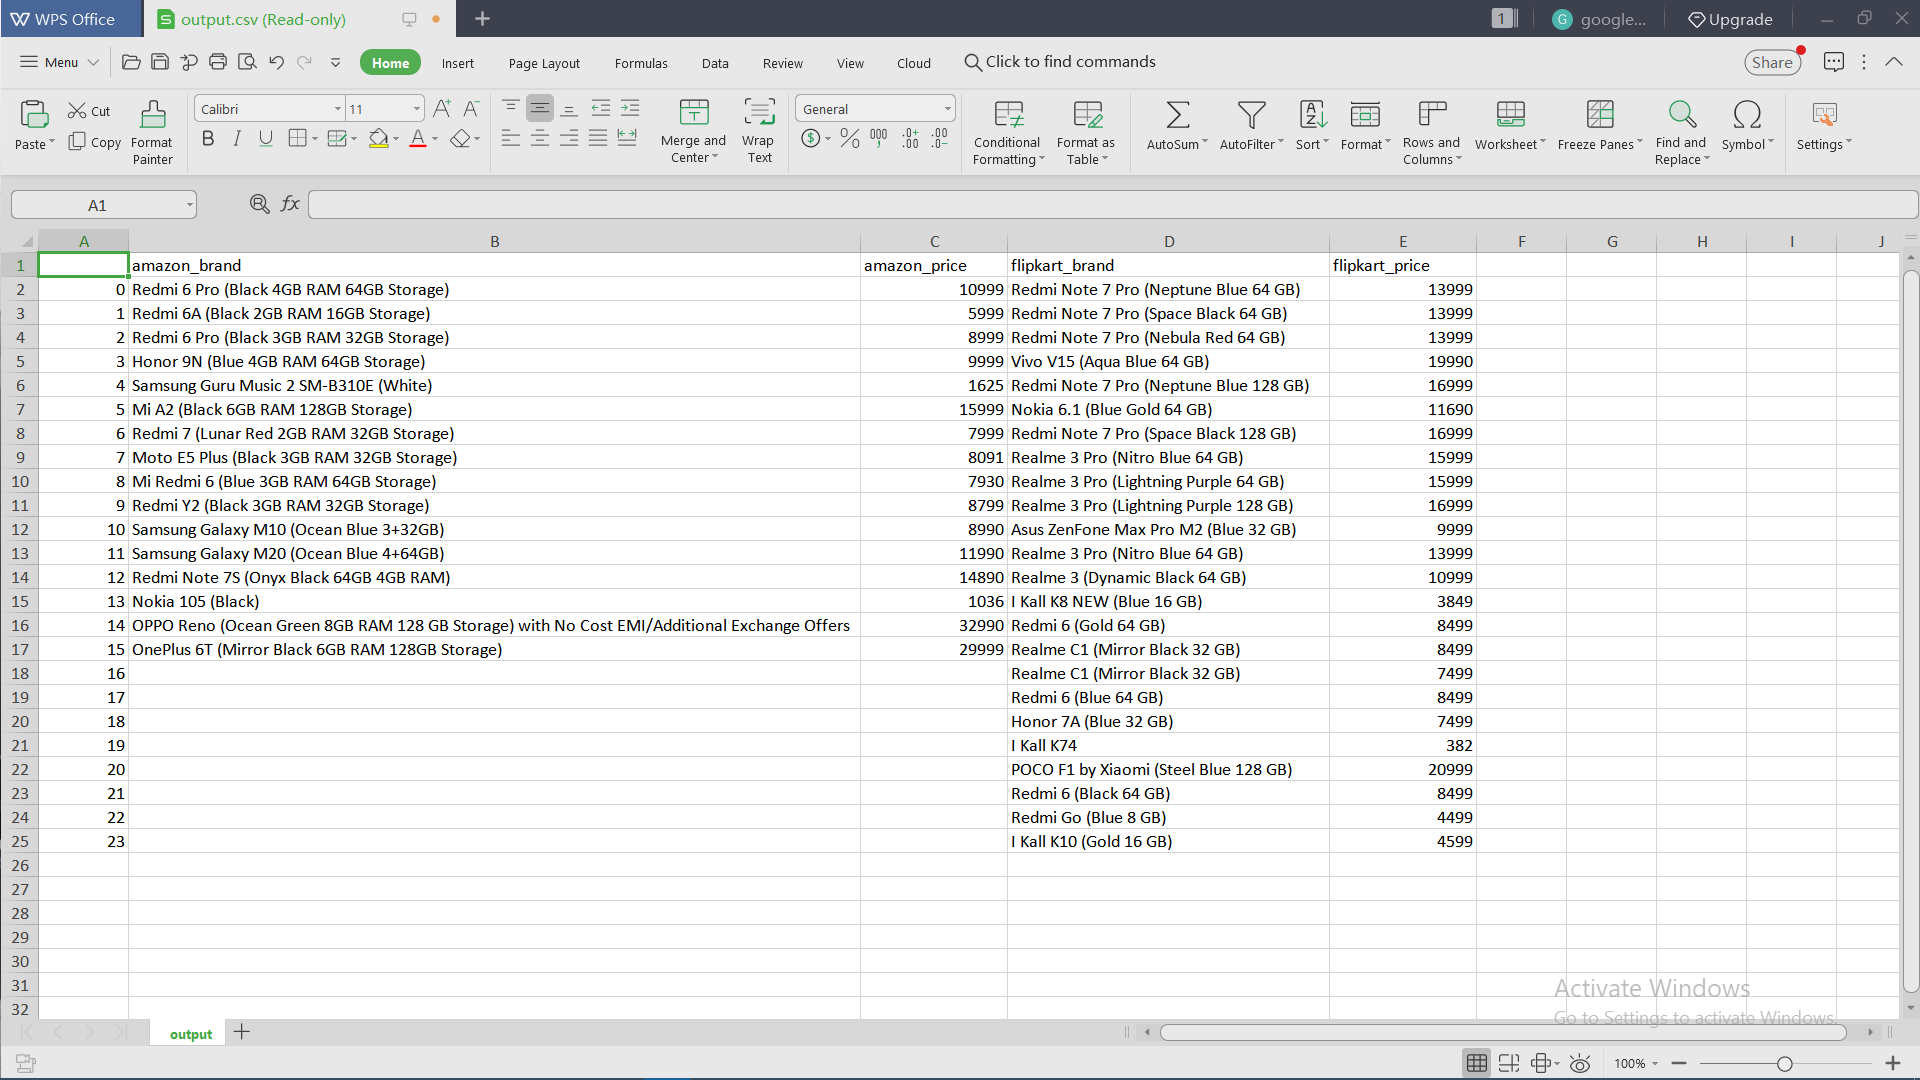 WPS Office output.csv (Read-only) 1 G google... Upgrade
Menu Home Insert Page Layout Formulas Data Review View Cloud Click to find commands Share
Paste Cut Copy Format Painter Calibri 11 B I U A Merge and Center Wrap Text General Conditional Formatting Format as Table AutoSum AutoFilter Sort Format Rows and Columns Worksheet Freeze Panes Find and Replace Symbol Settings
A1 fx
A B C D E F G H I J
1 amazon_brand amazon_price flipkart_brand flipkart_price
2 0 Redmi 6 Pro (Black 4GB RAM 64GB Storage) 10999 Redmi Note 7 Pro (Neptune Blue 64 GB) 13999
3 1 Redmi 6A (Black 2GB RAM 16GB Storage) 5999 Redmi Note 7 Pro (Space Black 64 GB) 13999
4 2 Redmi 6 Pro (Black 3GB RAM 32GB Storage) 8999 Redmi Note 7 Pro (Nebula Red 64 GB) 13999
5 3 Honor 9N (Blue 4GB RAM 64GB Storage) 9999 Vivo V15 (Aqua Blue 64 GB) 19990
6 4 Samsung Guru Music 2 SM-B310E (White) 1625 Redmi Note 7 Pro (Neptune Blue 128 GB) 16999
7 5 Mi A2 (Black 6GB RAM 128GB Storage) 15999 Nokia 6.1 (Blue Gold 64 GB) 11690
8 6 Redmi 7 (Lunar Red 2GB RAM 32GB Storage) 7999 Redmi Note 7 Pro (Space Black 128 GB) 16999
9 7 Moto E5 Plus (Black 3GB RAM 32GB Storage) 8091 Realme 3 Pro (Nitro Blue 64 GB) 15999
10 8 Mi Redmi 6 (Blue 3GB RAM 64GB Storage) 7930 Realme 3 Pro (Lightning Purple 64 GB) 15999
11 9 Redmi Y2 (Black 3GB RAM 32GB Storage) 8799 Realme 3 Pro (Lightning Purple 128 GB) 16999
12 10 Samsung Galaxy M10 (Ocean Blue 3+32GB) 8990 Asus ZenFone Max Pro M2 (Blue 32 GB) 9999
13 11 Samsung Galaxy M20 (Ocean Blue 4+64GB) 11990 Realme 3 Pro (Nitro Blue 64 GB) 13999
14 12 Redmi Note 7S (Onyx Black 64GB 4GB RAM) 14890 Realme 3 (Dynamic Black 64 GB) 10999
15 13 Nokia 105 (Black) 1036 I Kall K8 NEW (Blue 16 GB) 3849
16 14 OPPO Reno (Ocean Green 8GB RAM 128 GB Storage) with No Cost EMI/Additional Exchange Offers 32990 Redmi 6 (Gold 64 GB) 8499
17 15 OnePlus 6T (Mirror Black 6GB RAM 128GB Storage) 29999 Realme C1 (Mirror Black 32 GB) 8499
18 16 Realme C1 (Mirror Black 32 GB) 7499
19 17 Redmi 6 (Blue 64 GB) 8499
20 18 Honor 7A (Blue 32 GB) 7499
21 19 I Kall K74 382
22 20 POCO F1 by Xiaomi (Steel Blue 128 GB) 20999
23 21 Redmi 6 (Black 64 GB) 8499
24 22 Redmi Go (Blue 8 GB) 4499
25 23 I Kall K10 (Gold 16 GB) 4599
26
27
28
29
30
31
32
Activate Windows
Go to Settings to activate Windows.
output
100%